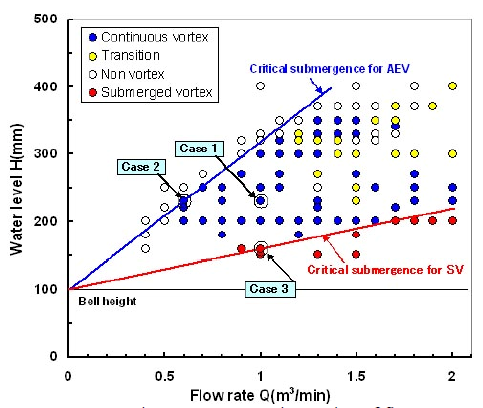 500
Continuous vortex
Transition
Non vortex
Submerged vortex
Critical submergence for AEV
400
Case 1
Case 2
300
Water level H(mm)
200
Critical submergence for SV
Case 3
100
Bell height
0
0
0.5
1
1.5
2
Flow rate Q(m³/min)